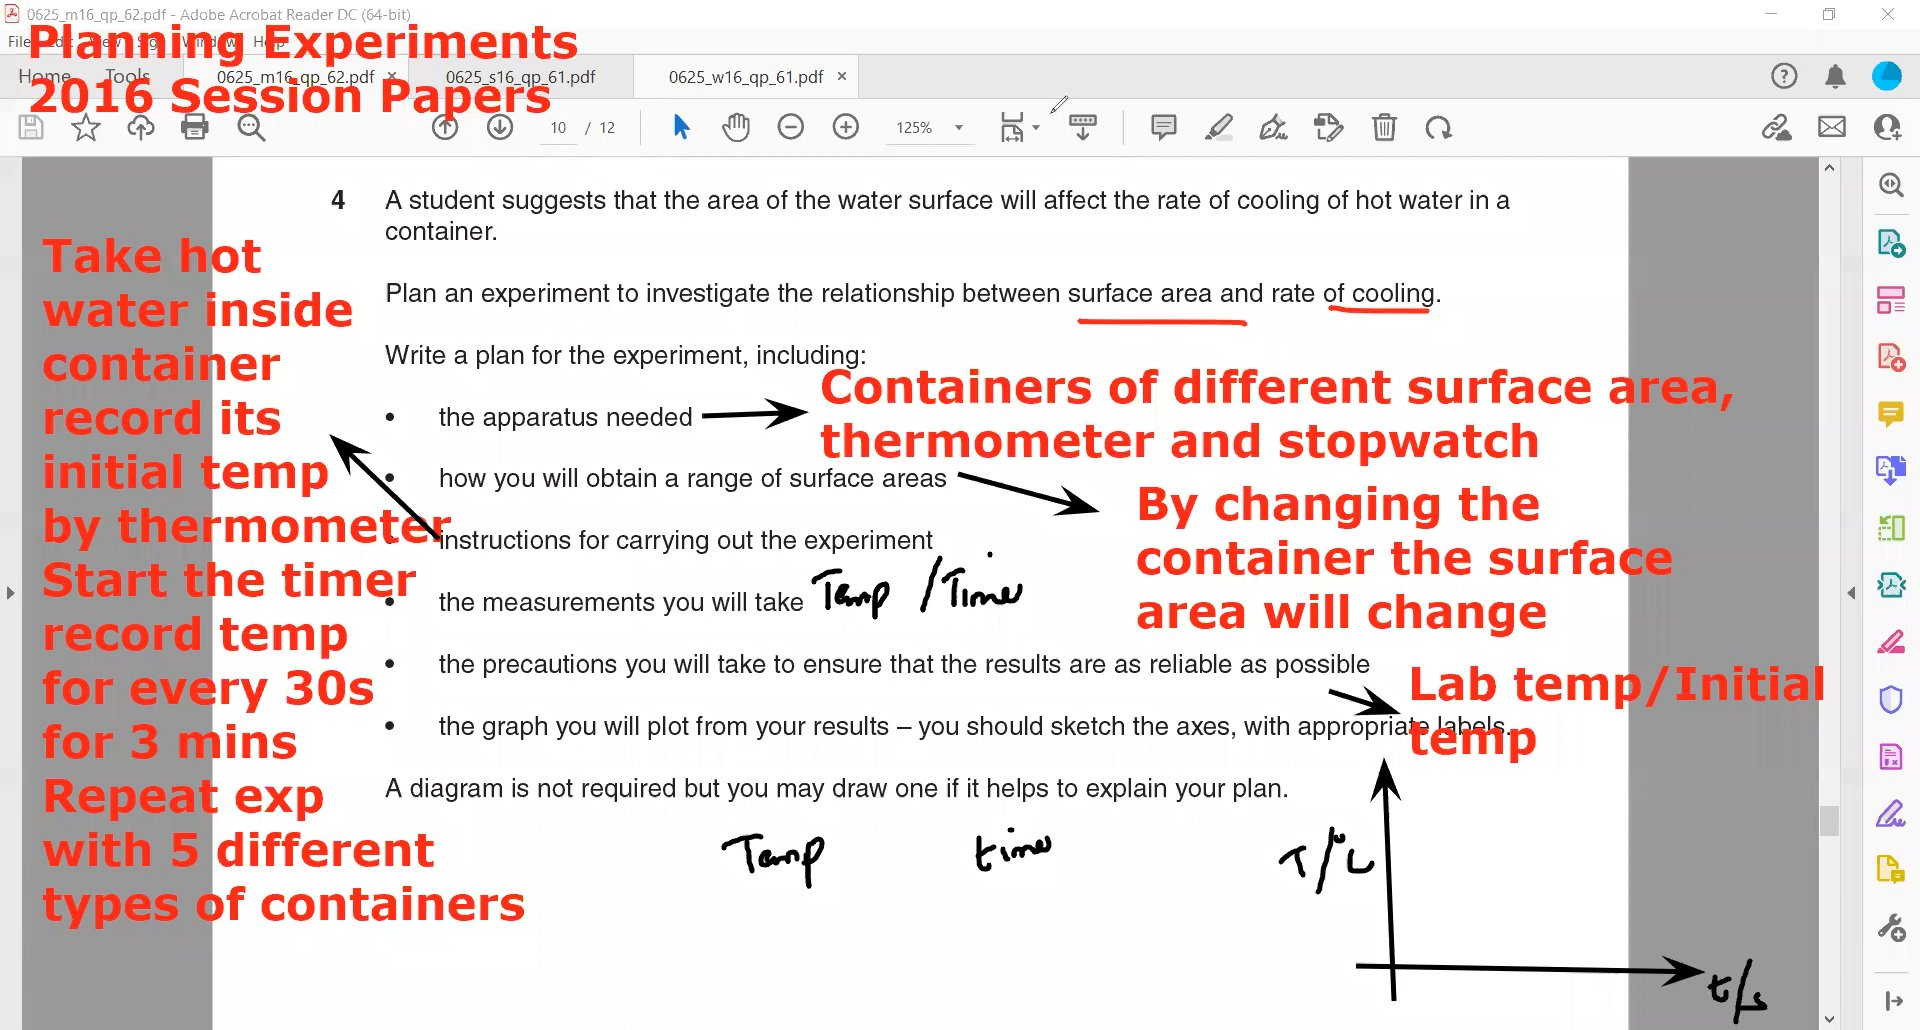 0625_m16_qp_62.pdf - Adobe Acrobat Reader DC (64-bit)
Planning Experiments
File Edit View Sign Window Help
Home Tools 0625_m16_qp_62.pdf × 0625_s16_qp_61.pdf 0625_w16_qp_61.pdf ×
2016 Session Papers
10 / 12 125%
4 A student suggests that the area of the water surface will affect the rate of cooling of hot water in a
container.
Plan an experiment to investigate the relationship between surface area and rate of cooling.
Write a plan for the experiment, including:
• the apparatus needed
Containers of different surface area,
thermometer and stopwatch
• how you will obtain a range of surface areas
By changing the
container the surface
area will change
• instructions for carrying out the experiment
Take hot
water inside
container
record its
initial temp
by thermometer
Start the timer
record temp
for every 30s
for 3 mins
Repeat exp
with 5 different
types of containers
• the measurements you will take Temp / Time
• the precautions you will take to ensure that the results are as reliable as possible
Lab temp/Initial
temp
• the graph you will plot from your results – you should sketch the axes, with appropriate labels.
A diagram is not required but you may draw one if it helps to explain your plan.
Temp time T/°C
t/s